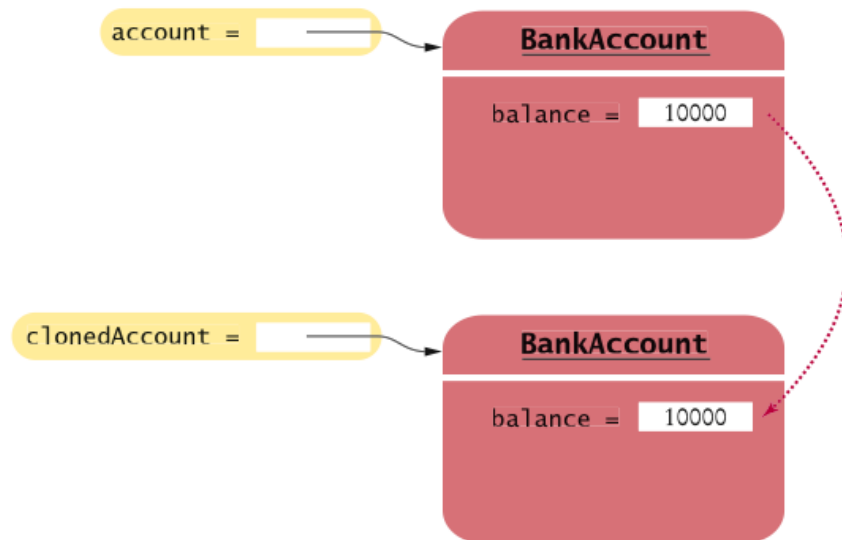 account =
BankAccount
balance = 10000
clonedAccount =
BankAccount
balance = 10000